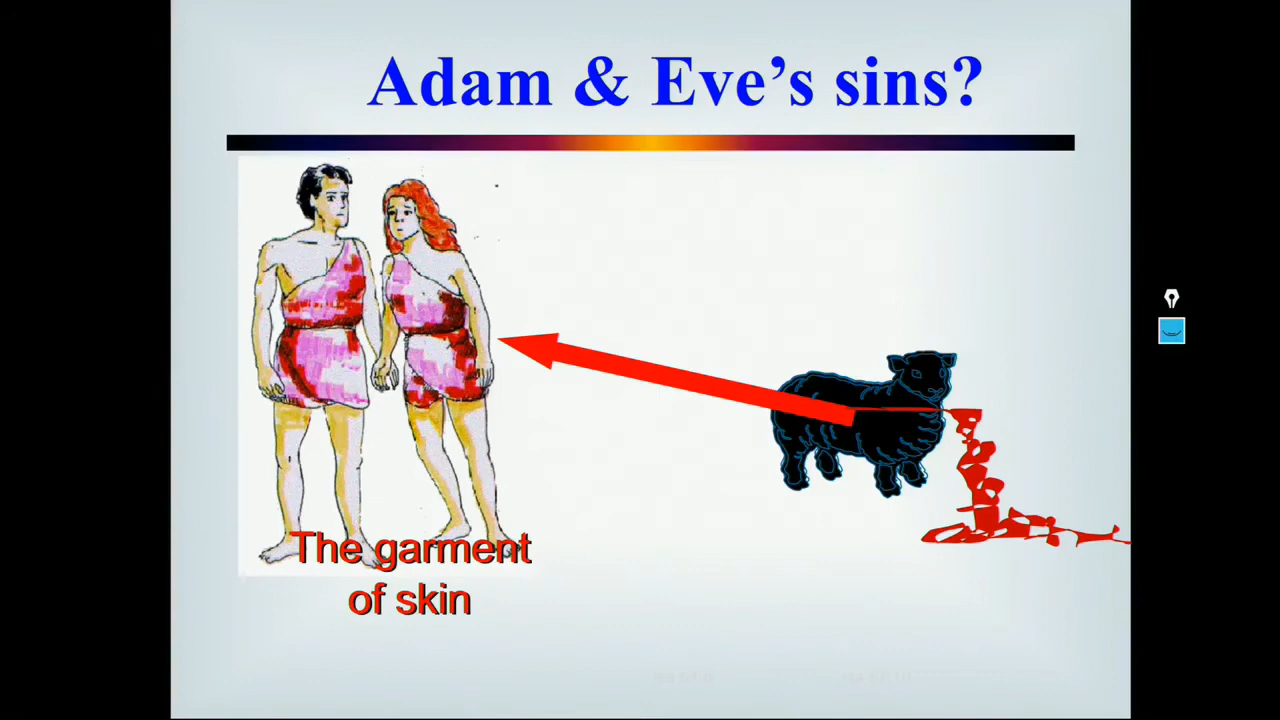 Adam & Eve’s sins?
The garment
of skin